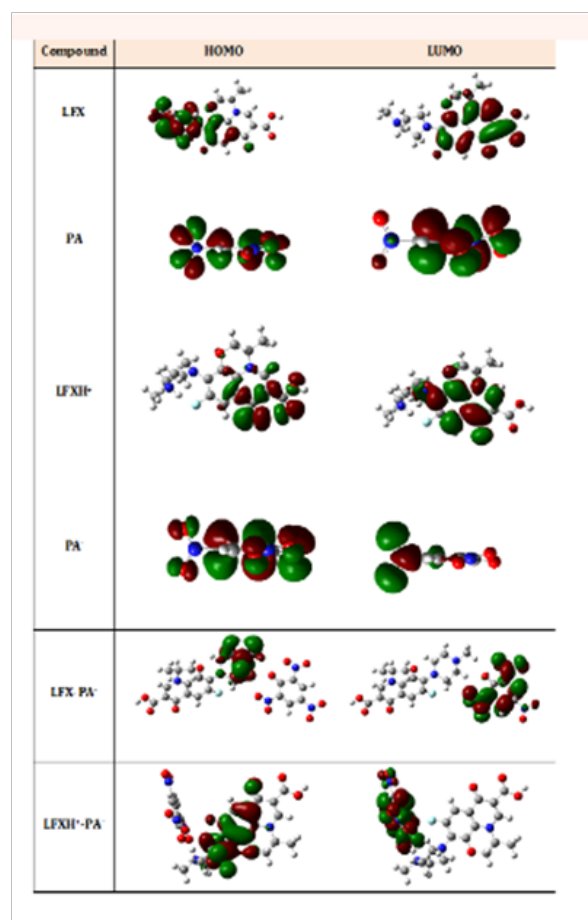 Compound HOMO LUMO
LFX
PA
LFXH⁺
PA⁻
LFX-PA⁻
LFXH⁺-PA⁻